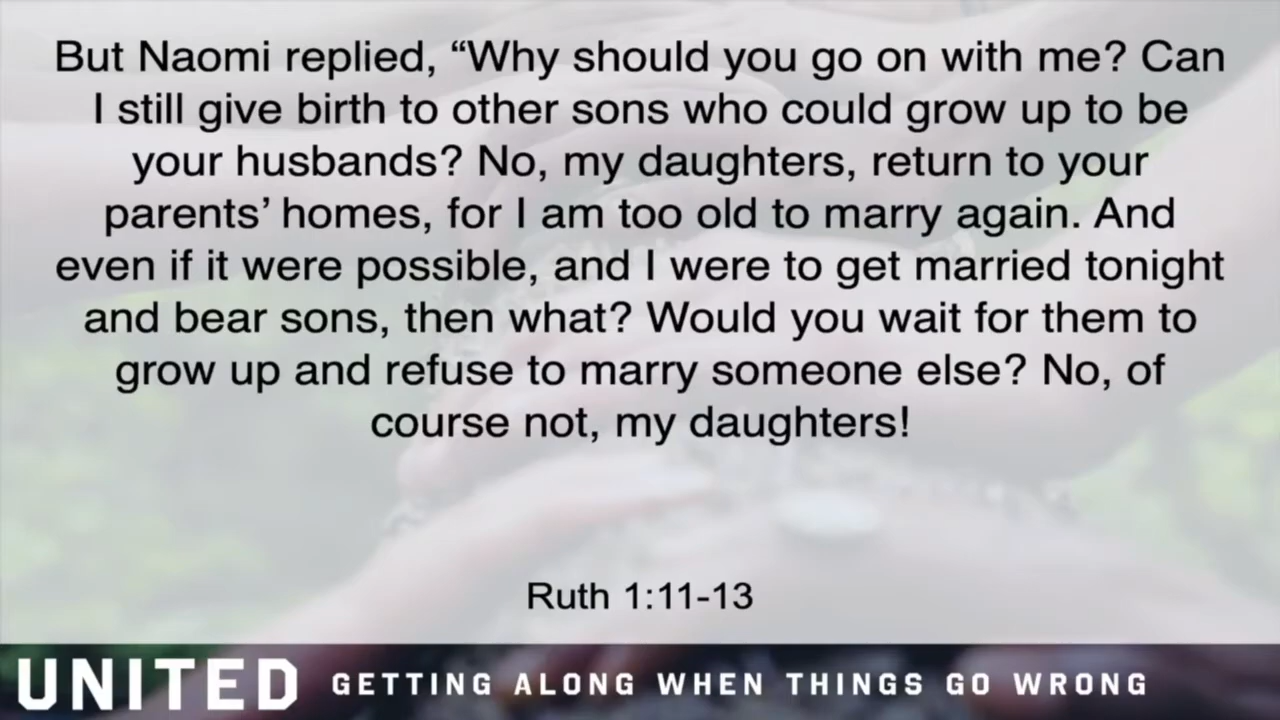 But Naomi replied, “Why should you go on with me? Can
I still give birth to other sons who could grow up to be
your husbands? No, my daughters, return to your
parents’ homes, for I am too old to marry again. And
even if it were possible, and I were to get married tonight
and bear sons, then what? Would you wait for them to
grow up and refuse to marry someone else? No, of
course not, my daughters!
Ruth 1:11-13
UNITED GETTING ALONG WHEN THINGS GO WRONG